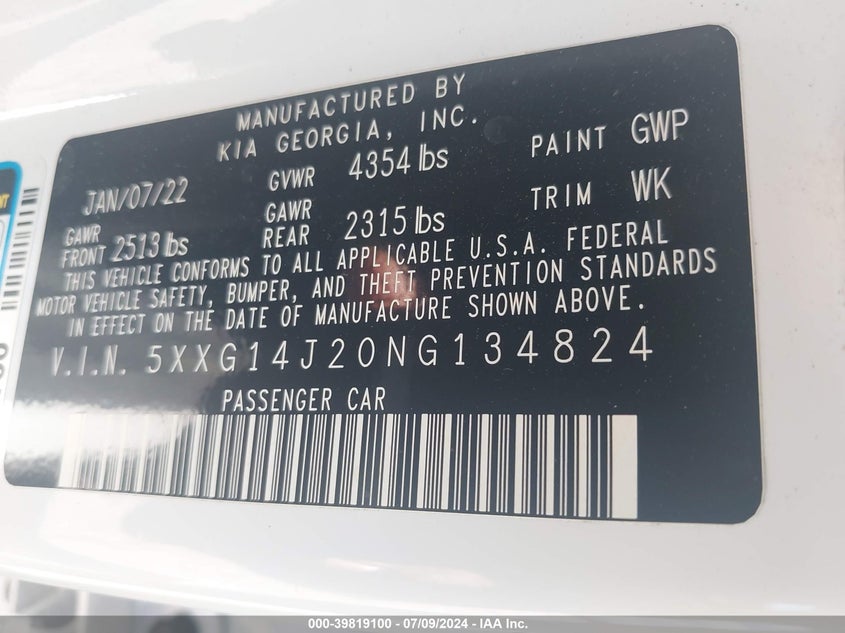 MANUFACTURED BY
KIA GEORGIA, INC.
JAN/07/22 GVWR 4354 lbs PAINT GWP
GAWR FRONT 2513 lbs GAWR REAR 2315 lbs TRIM WK
THIS VEHICLE CONFORMS TO ALL APPLICABLE U.S.A. FEDERAL
MOTOR VEHICLE SAFETY, BUMPER, AND THEFT PREVENTION STANDARDS
IN EFFECT ON THE DATE OF MANUFACTURE SHOWN ABOVE.
V.I.N. 5XXG14J20NG134824
PASSENGER CAR
000-39819100 / 07/09/2024 - IAA Inc.